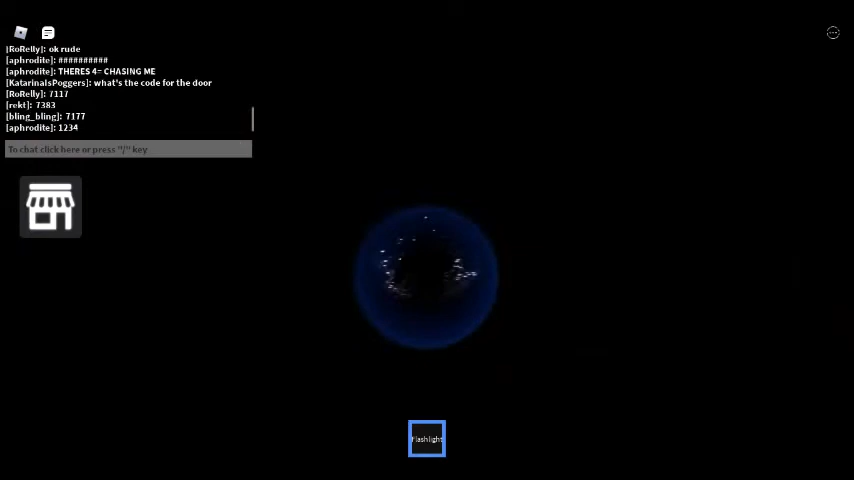 [RoRelly]: ok rude
[aphrodite]: ##########
[aphrodite]: THERES 4= CHASING ME
[KatarinaIsPoggers]: what's the code for the door
[RoRelly]: 7117
[rekt]: 7383
[bling_bling]: 7177
[aphrodite]: 1234
To chat click here or press "/" key
Flashlight